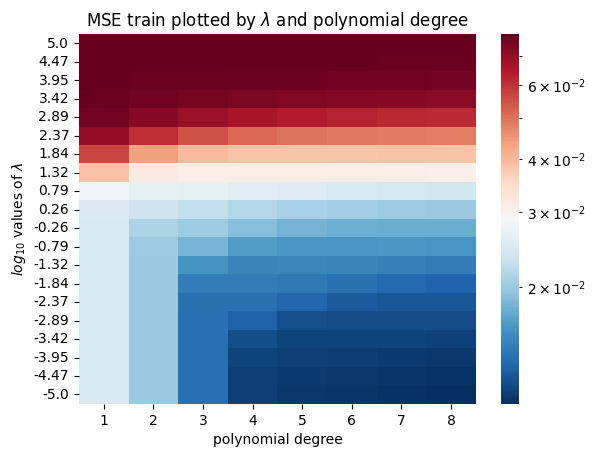 MSE train plotted by λ and polynomial degree
log₁₀ values of λ
5.0
4.47
3.95
3.42
2.89
2.37
1.84
1.32
0.79
0.26
-0.26
-0.79
-1.32
-1.84
-2.37
-2.89
-3.42
-3.95
-4.47
-5.0
1 2 3 4 5 6 7 8
polynomial degree
6 × 10⁻²
4 × 10⁻²
3 × 10⁻²
2 × 10⁻²